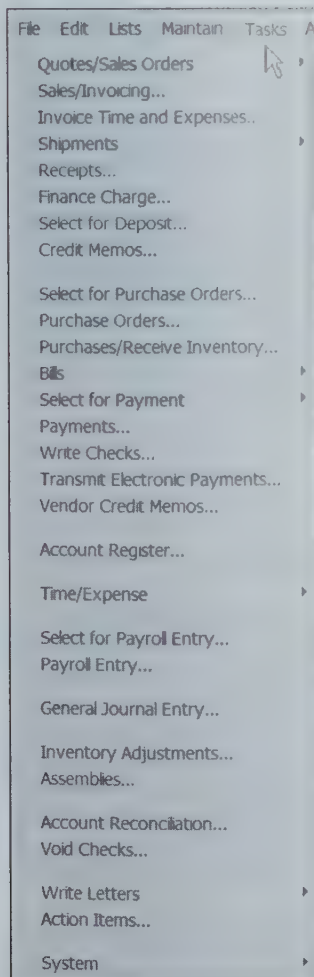 File Edit Lists Maintain Tasks A
Quotes/Sales Orders
Sales/Invoicing...
Invoice Time and Expenses..
Shipments
Receipts...
Finance Charge...
Select for Deposit...
Credit Memos...
Select for Purchase Orders...
Purchase Orders...
Purchases/Receive Inventory...
Bills
Select for Payment
Payments...
Write Checks...
Transmit Electronic Payments...
Vendor Credit Memos...
Account Register...
Time/Expense
Select for Payroll Entry...
Payroll Entry...
General Journal Entry...
Inventory Adjustments...
Assemblies...
Account Reconciliation...
Void Checks...
Write Letters
Action Items...
System